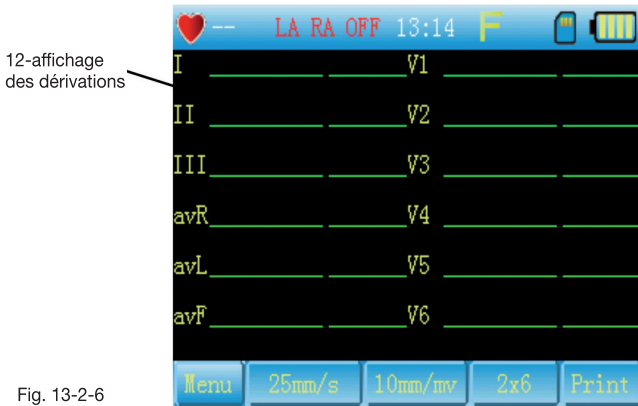 -- LA RA OFF 13:14 F
12-affichage
des dérivations
I V1
II V2
III V3
avR V4
avL V5
avF V6
Menu 25mm/s 10mm/mv 2x6 Print
Fig. 13-2-6